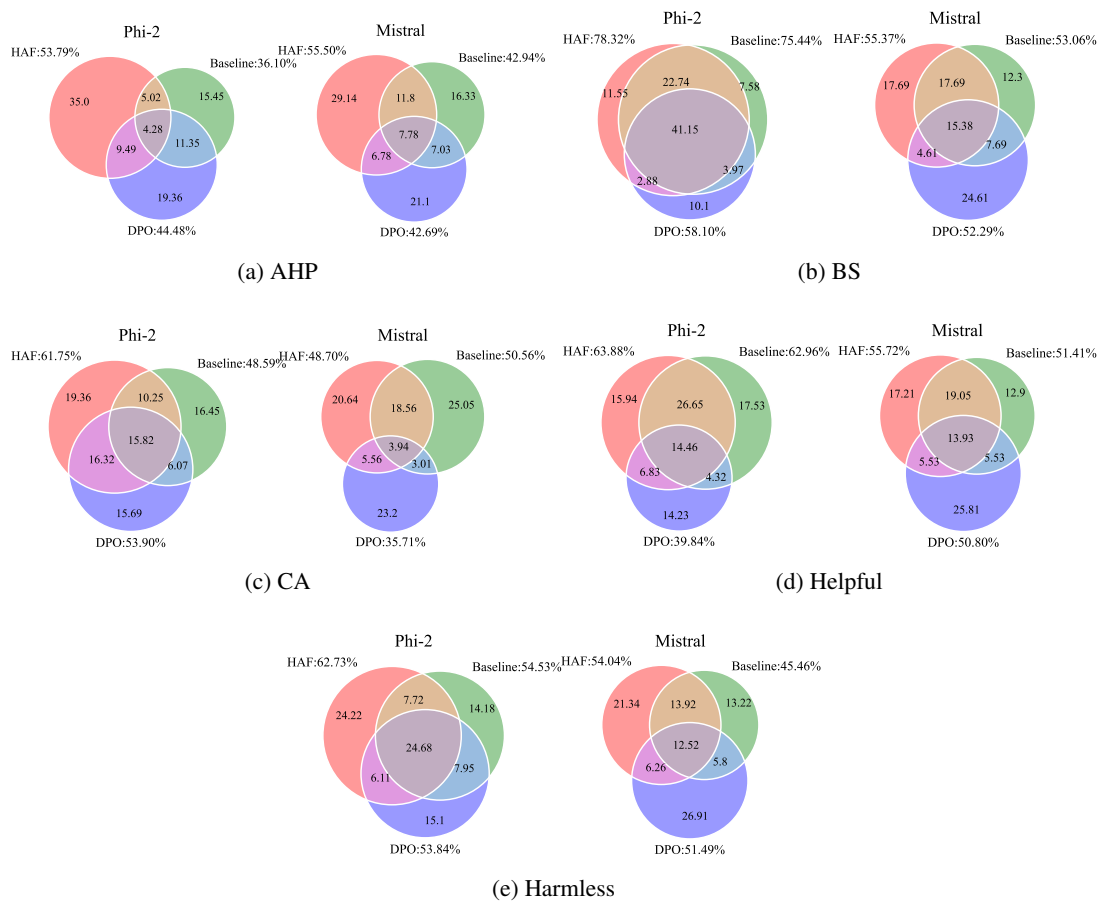 Phi-2
HAF:53.79%
Baseline:36.10%
35.0
5.02
15.45
4.28
9.49
11.35
19.36
DPO:44.48%
Mistral
HAF:55.50%
Baseline:42.94%
29.14
11.8
16.33
7.78
6.78
7.03
21.1
DPO:42.69%
(a) AHP
Phi-2
HAF:78.32%
Baseline:75.44%
11.55
22.74
7.58
41.15
2.88
3.97
10.1
DPO:58.10%
Mistral
HAF:55.37%
Baseline:53.06%
17.69
17.69
12.3
15.38
4.61
7.69
24.61
DPO:52.29%
(b) BS
Phi-2
HAF:61.75%
Baseline:48.59%
19.36
10.25
16.45
15.82
16.32
6.07
15.69
DPO:53.90%
Mistral
HAF:48.70%
Baseline:50.56%
20.64
18.56
25.05
3.94
5.56
3.01
23.2
DPO:35.71%
(c) CA
Phi-2
HAF:63.88%
Baseline:62.96%
15.94
26.65
17.53
14.46
6.83
4.32
14.23
DPO:39.84%
Mistral
HAF:55.72%
Baseline:51.41%
17.21
19.05
12.9
13.93
5.53
5.53
25.81
DPO:50.80%
(d) Helpful
Phi-2
HAF:62.73%
Baseline:54.53%
24.22
7.72
14.18
24.68
6.11
7.95
15.1
DPO:53.84%
Mistral
HAF:54.04%
Baseline:45.46%
21.34
13.92
13.22
12.52
6.26
5.8
26.91
DPO:51.49%
(e) Harmless